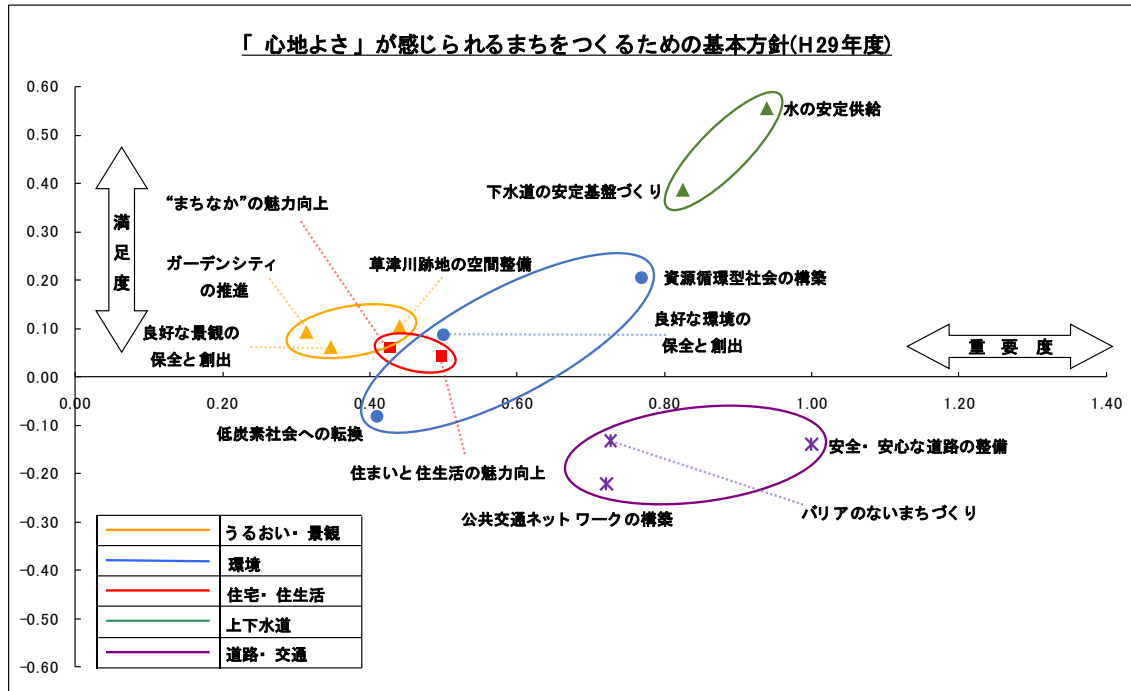 「 心地よさ 」が感じられるまちをつくるための基本方針(H29年度)
0.60
0.50
0.40
0.30
0.20
0.10
0.00
-0.10
-0.20
-0.30
-0.40
-0.50
-0.60
0.00
0.20
0.40
0.60
0.80
1.00
1.20
1.40
満足度
重 要 度
水の安定供給
下水道の安定基盤づくり
“まちなか”の魅力向上
ガーデンシティ
の推進
草津川跡地の空間整備
資源循環型社会の構築
良好な景観の
保全と創出
良好な環境の
保全と創出
低炭素社会への転換
住まいと住生活の魅力向上
安全・ 安心な道路の整備
公共交通ネットワークの構築
バリアのないまちづくり
うるおい・ 景観
環境
住宅・ 住生活
上下水道
道路・ 交通